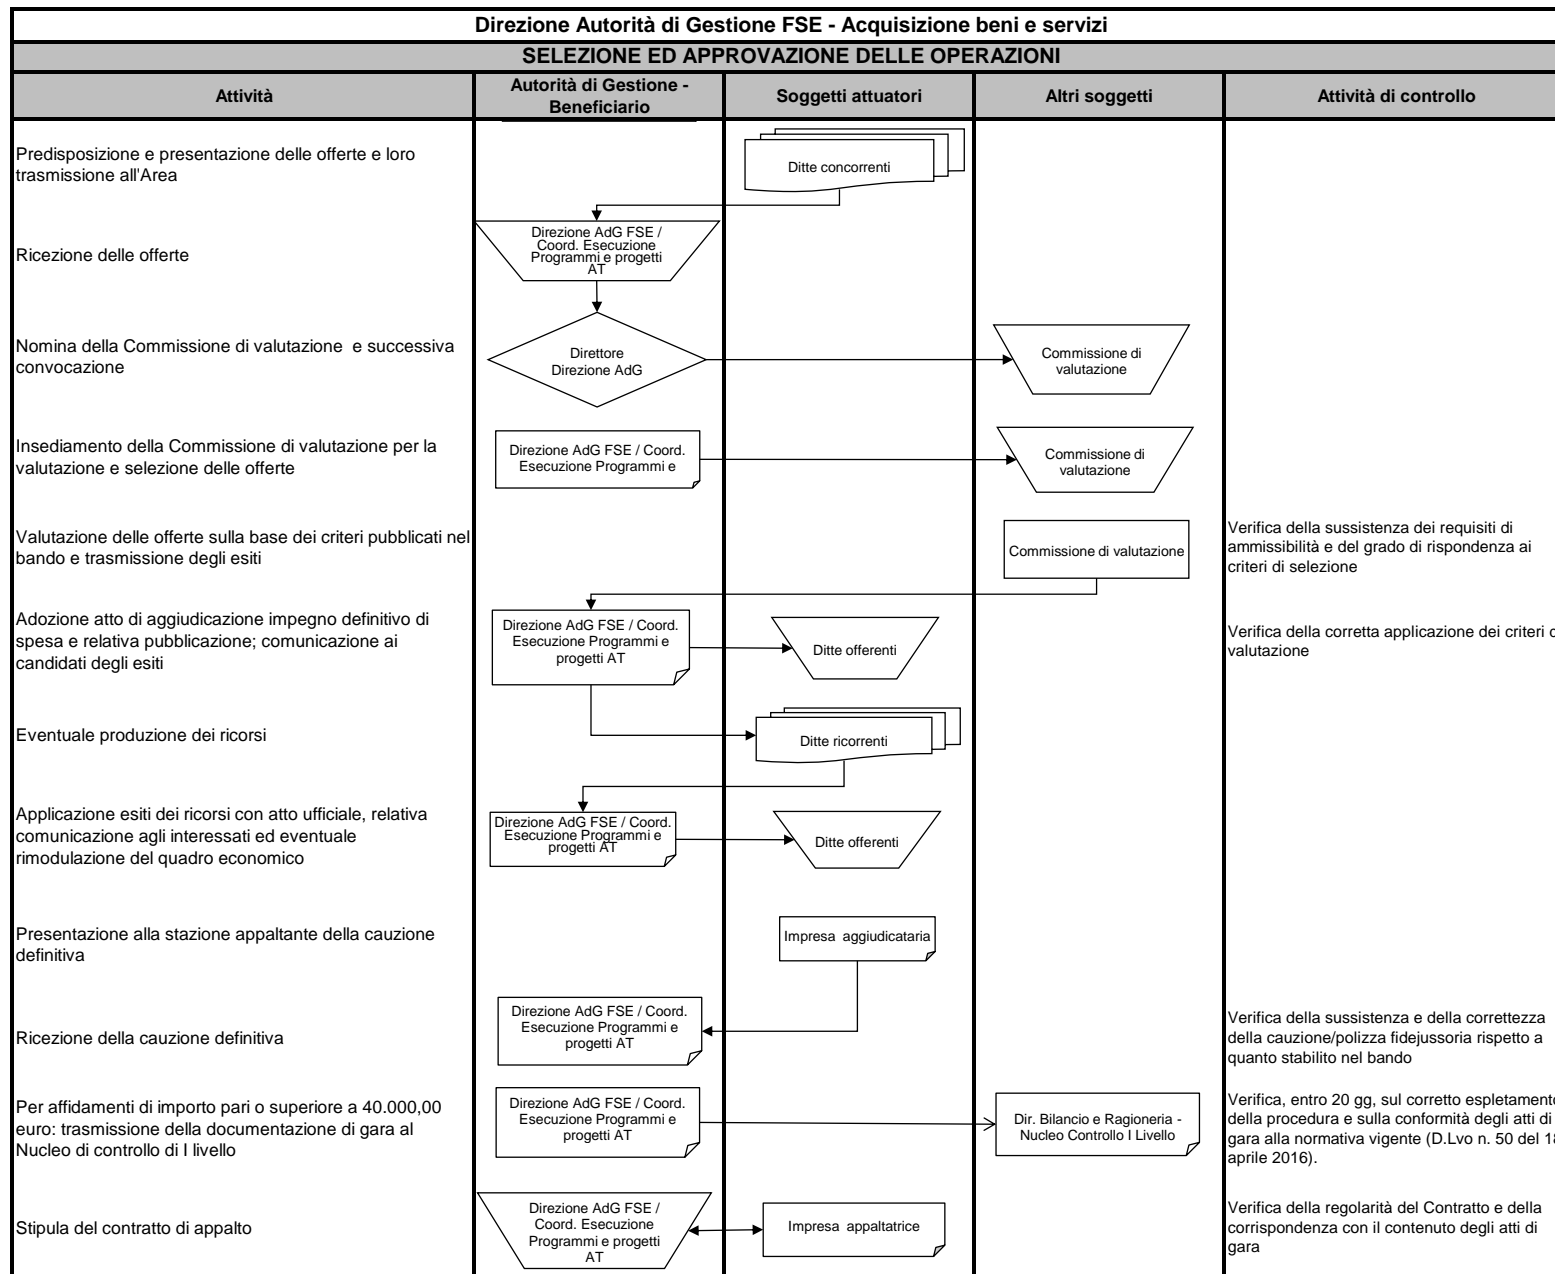 Direzione Autorità di Gestione FSE - Acquisizione beni e servizi
SELEZIONE ED APPROVAZIONE DELLE OPERAZIONI
Attività
Autorità di Gestione -
Beneficiario
Soggetti attuatori
Altri soggetti
Attività di controllo
Predisposizione e presentazione delle offerte e loro
trasmissione all'Area
Ditte concorrenti
Ricezione delle offerte
Direzione AdG FSE /
Coord. Esecuzione
Programmi e progetti
AT
Nomina della Commissione di valutazione e successiva
convocazione
Direttore
Direzione AdG
Commissione di
valutazione
Insediamento della Commissione di valutazione per la
valutazione e selezione delle offerte
Direzione AdG FSE / Coord.
Esecuzione Programmi e
Commissione di
valutazione
Valutazione delle offerte sulla base dei criteri pubblicati nel
bando e trasmissione degli esiti
Commissione di valutazione
Verifica della sussistenza dei requisiti di
ammissibilità e del grado di rispondenza ai
criteri di selezione
Adozione atto di aggiudicazione impegno definitivo di
spesa e relativa pubblicazione; comunicazione ai
candidati degli esiti
Direzione AdG FSE / Coord.
Esecuzione Programmi e
progetti AT
Ditte offerenti
Verifica della corretta applicazione dei criteri
valutazione
Eventuale produzione dei ricorsi
Ditte ricorrenti
Applicazione esiti dei ricorsi con atto ufficiale, relativa
comunicazione agli interessati ed eventuale
rimodulazione del quadro economico
Direzione AdG FSE / Coord.
Esecuzione Programmi e
progetti AT
Ditte offerenti
Presentazione alla stazione appaltante della cauzione
definitiva
Impresa aggiudicataria
Ricezione della cauzione definitiva
Direzione AdG FSE / Coord.
Esecuzione Programmi e
progetti AT
Verifica della sussistenza e della correttezza
della cauzione/polizza fidejussoria rispetto a
quanto stabilito nel bando
Per affidamenti di importo pari o superiore a 40.000,00
euro: trasmissione della documentazione di gara al
Nucleo di controllo di I livello
Direzione AdG FSE / Coord.
Esecuzione Programmi e
progetti AT
Dir. Bilancio e Ragioneria -
Nucleo Controllo I Livello
Verifica, entro 20 gg, sul corretto espletamento
della procedura e sulla conformità degli atti di
gara alla normativa vigente (D.Lvo n. 50 del 18
aprile 2016).
Stipula del contratto di appalto
Direzione AdG FSE /
Coord. Esecuzione
Programmi e progetti
AT
Impresa appaltatrice
Verifica della regolarità del Contratto e della
corrispondenza con il contenuto degli atti di
gara